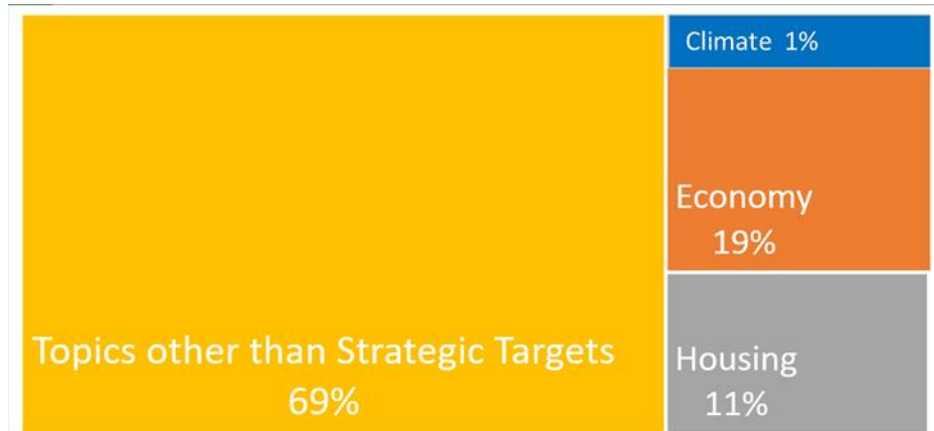 Climate 1%
Economy
19%
Topics other than Strategic Targets
69%
Housing
11%